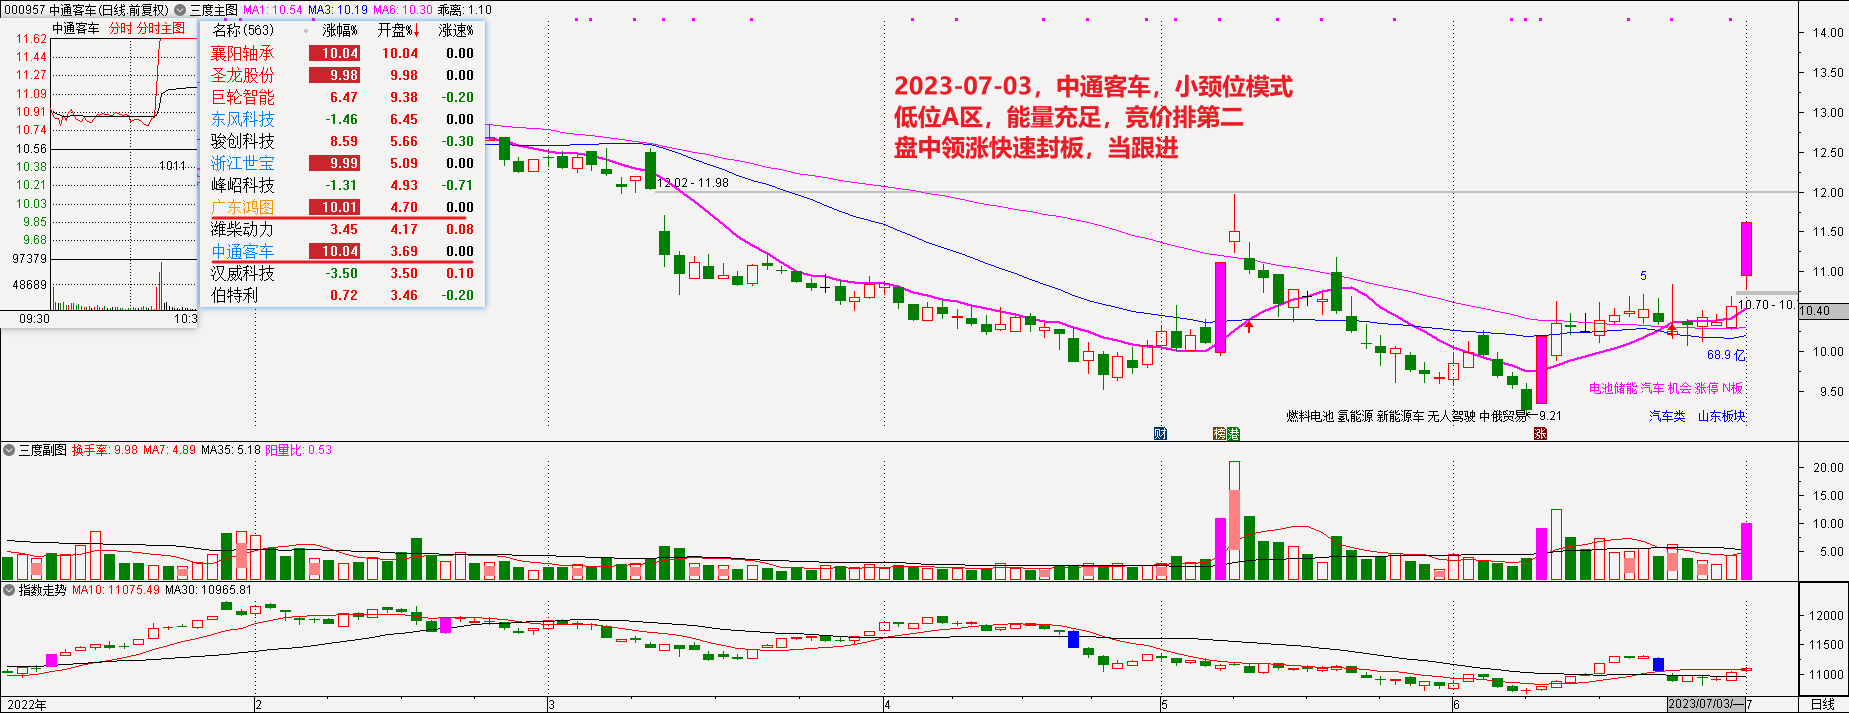 000957 中通客车(日线.前复权) 三度主图 MA1: 10.54 MA3: 10.19 MA6: 10.30 乖离: 1.10
中通客车 分时 分时主图
11.62
11.44
11.27
11.09
10.91
10.74
10.56
10.38
10.21
10.03
9.85
9.68
97379
48689
1011
09:30 10:3
名称(563) 涨幅% 开盘%↓ 涨速%
襄阳轴承 10.04 10.04 0.00
圣龙股份 9.98 9.98 0.00
巨轮智能 6.47 9.38 -0.20
东风科技 -1.46 6.45 0.00
骏创科技 8.59 5.66 -0.30
浙江世宝 9.99 5.09 0.00
峰岹科技 -1.31 4.93 -0.71
广东鸿图 10.01 4.70 0.00
潍柴动力 3.45 4.17 0.08
中通客车 10.04 3.69 0.00
汉威科技 -3.50 3.50 0.10
伯特利 0.72 3.46 -0.20
2023-07-03，中通客车，小颈位模式
低位A区，能量充足，竞价排第二
盘中领涨快速封板，当跟进
12.02 - 11.98
5
10.70 - 10.
68.9 亿
电池储能 汽车 机会 涨停 N板
燃料电池 氢能源 新能源车 无人驾驶 中俄贸易
9.21
汽车类 山东板块
财
榜
港
涨
14.00
13.50
13.00
12.50
12.00
11.50
11.00
10.40
10.00
9.50
三度副图 换手率: 9.98 MA7: 4.89 MA35: 5.18 阳量比: 0.53
20.00
15.00
10.00
5.00
指数走势 MA10: 11075.49 MA30: 10965.81
12000
11500
11000
2022年 2 3 4 5 6 2023/07/03/一 7 日线